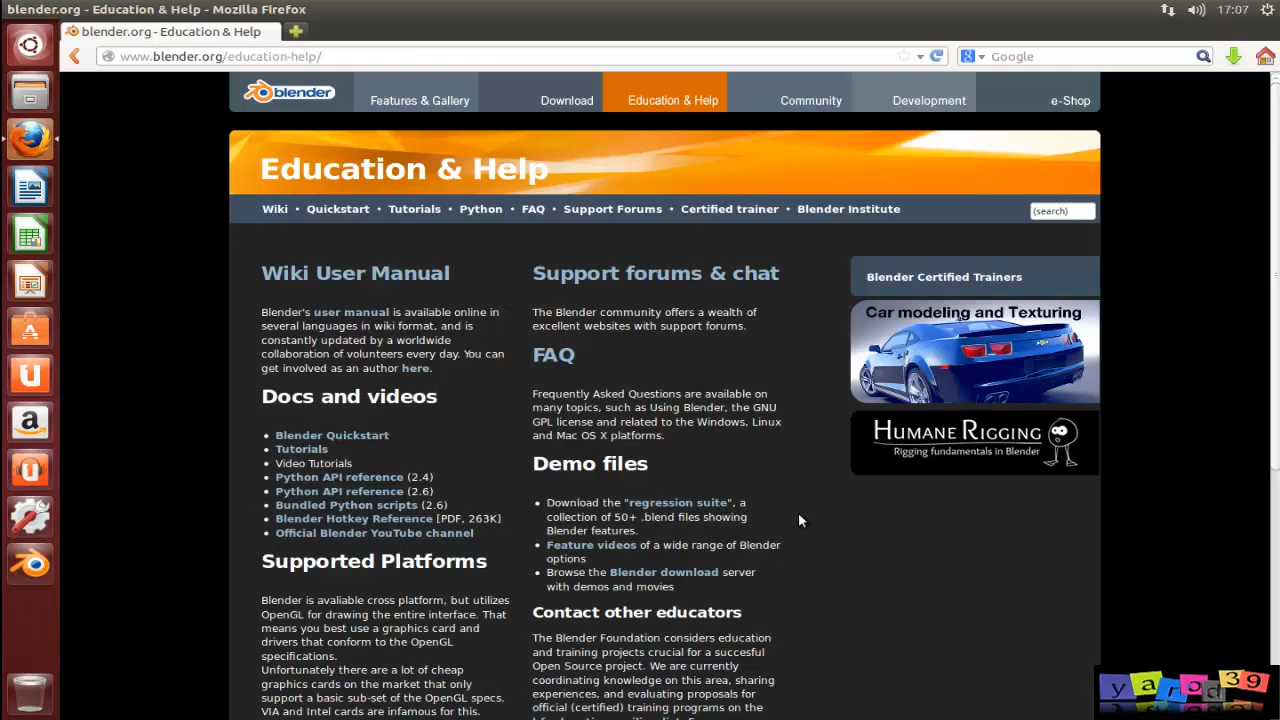 blender.org - Education & Help - Mozilla Firefox
17:07
blender.org - Education & Help
www.blender.org/education-help/
Google
blender
Features & Gallery
Download
Education & Help
Community
Development
e-Shop
Education & Help
Wiki • Quickstart • Tutorials • Python • FAQ • Support Forums • Certified trainer • Blender Institute
(search)
Wiki User Manual
Blender's user manual is available online in
several languages in wiki format, and is
constantly updated by a worldwide
collaboration of volunteers every day. You can
get involved as an author here.
Docs and videos
• Blender Quickstart
• Tutorials
• Video Tutorials
• Python API reference (2.4)
• Python API reference (2.6)
• Bundled Python scripts (2.6)
• Blender Hotkey Reference [PDF, 263K]
• Official Blender YouTube channel
Supported Platforms
Blender is avaliable cross platform, but utilizes
OpenGL for drawing the entire interface. That
means you best use a graphics card and
drivers that conform to the OpenGL
specifications.
Unfortunately there are a lot of cheap
graphics cards on the market that only
support a basic sub-set of the OpenGL specs.
VIA and Intel cards are infamous for this.
Support forums & chat
The Blender community offers a wealth of
excellent websites with support forums.
FAQ
Frequently Asked Questions are available on
many topics, such as Using Blender, the GNU
GPL license and related to the Windows, Linux
and Mac OS X platforms.
Demo files
• Download the "regression suite", a
collection of 50+ .blend files showing
Blender features.
• Feature videos of a wide range of Blender
options
• Browse the Blender download server
with demos and movies
Contact other educators
The Blender Foundation considers education
and training projects crucial for a succesful
Open Source project. We are currently
coordinating knowledge on this area, sharing
experiences, and evaluating proposals for
official (certified) training programs on the
Blender Certified Trainers
Car modeling and Texturing
HUMANE RIGGING
Rigging fundamentals in Blender
yarod39